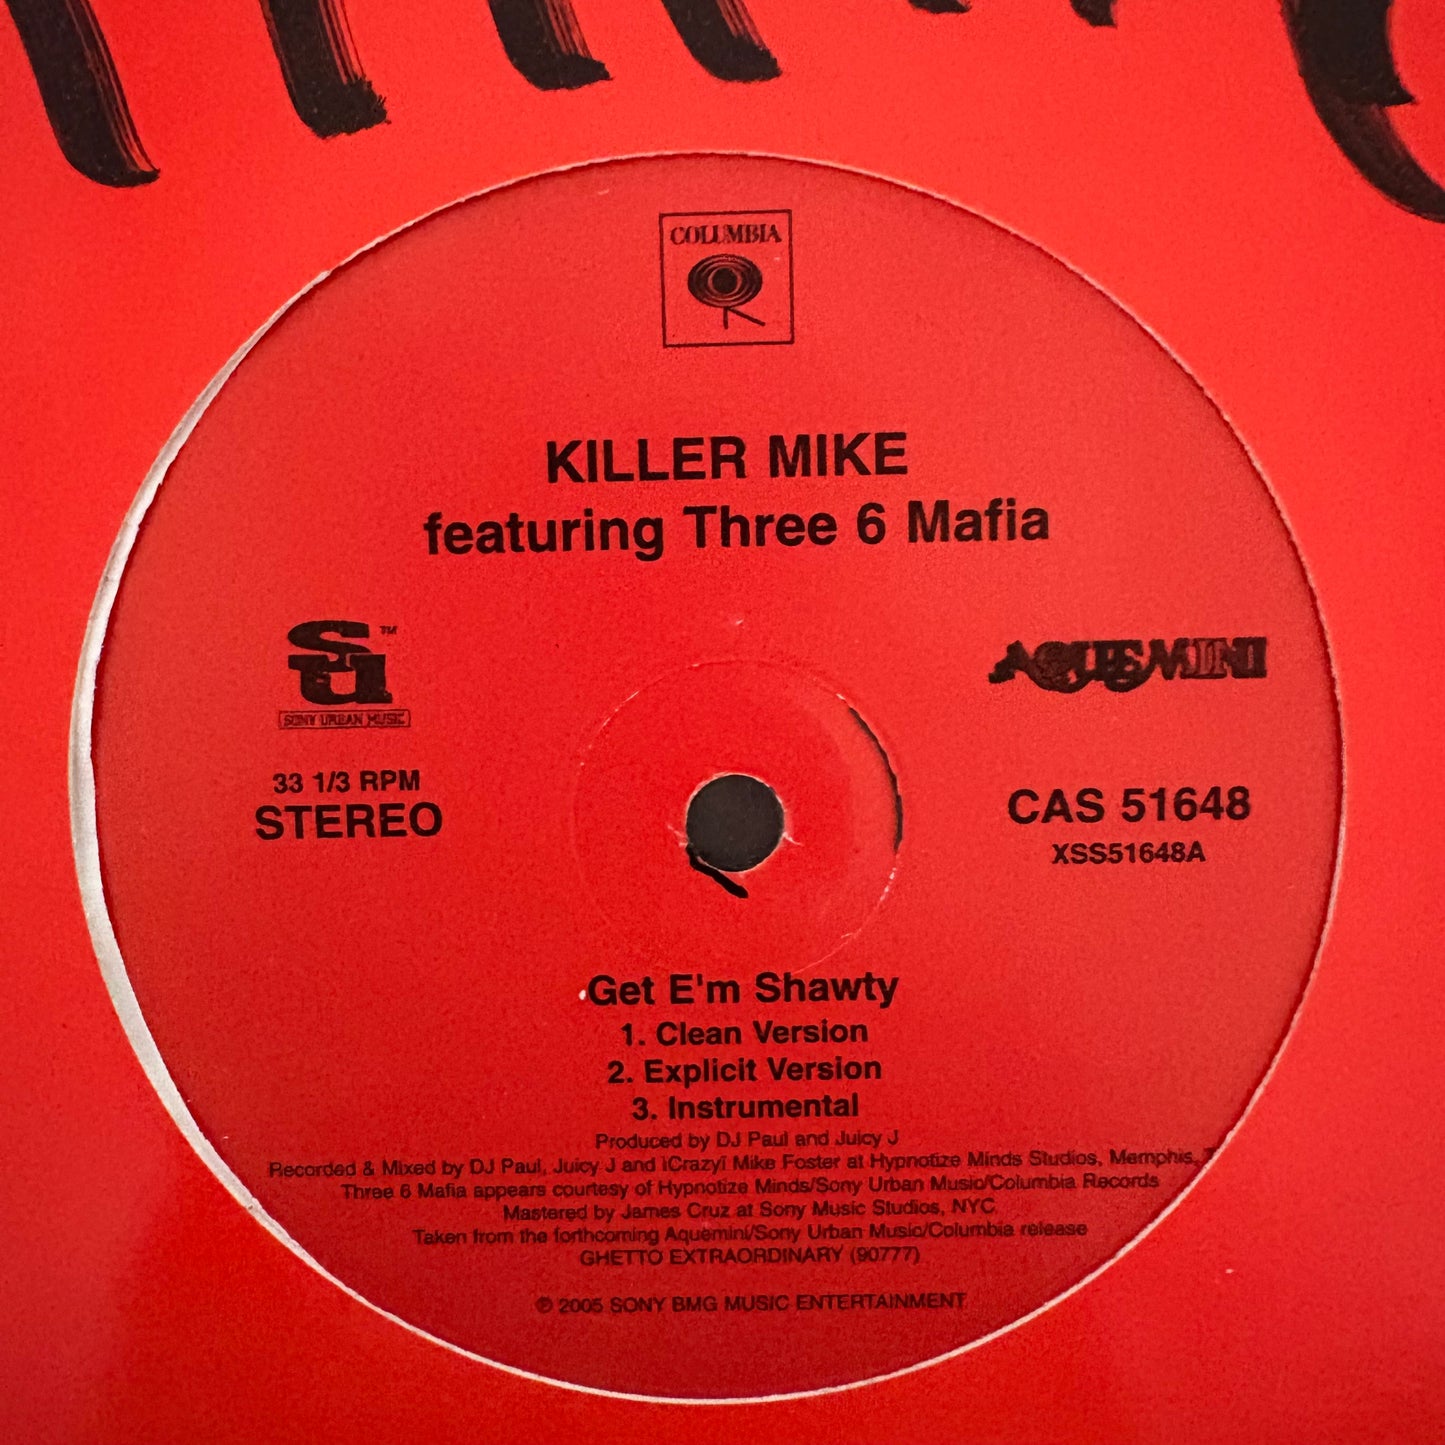 COLUMBIA
KILLER MIKE
featuring Three 6 Mafia
SU™
SONY URBAN MUSIC
AQUEMINI
33 1/3 RPM
STEREO
CAS 51648
XSS51648A
Get E'm Shawty
1. Clean Version
2. Explicit Version
3. Instrumental
Produced by DJ Paul and Juicy J
Recorded & Mixed by DJ Paul, Juicy J and ìCrazyî Mike Foster at Hypnotize Minds Studios, Memphis,
Three 6 Mafia appears courtesy of Hypnotize Minds/Sony Urban Music/Columbia Records
Mastered by James Cruz at Sony Music Studios, NYC
Taken from the forthcoming Aquemini/Sony Urban Music/Columbia release
GHETTO EXTRAORDINARY (90777)
℗ 2005 SONY BMG MUSIC ENTERTAINMENT